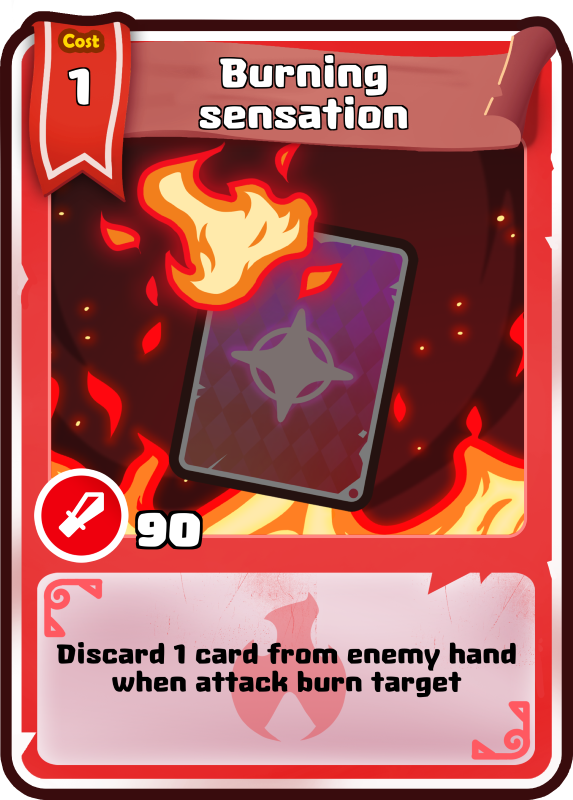 Cost
1
Burning
sensation
90
Discard 1 card from enemy hand
when attack burn target